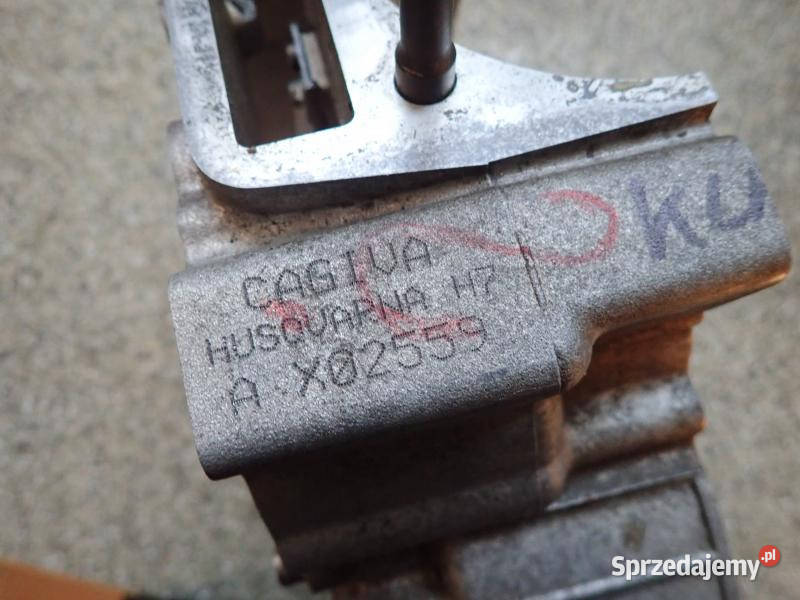 CAGIVA
HUSQVARNA H7
A X02559
KU
Sprzedajemy.pl